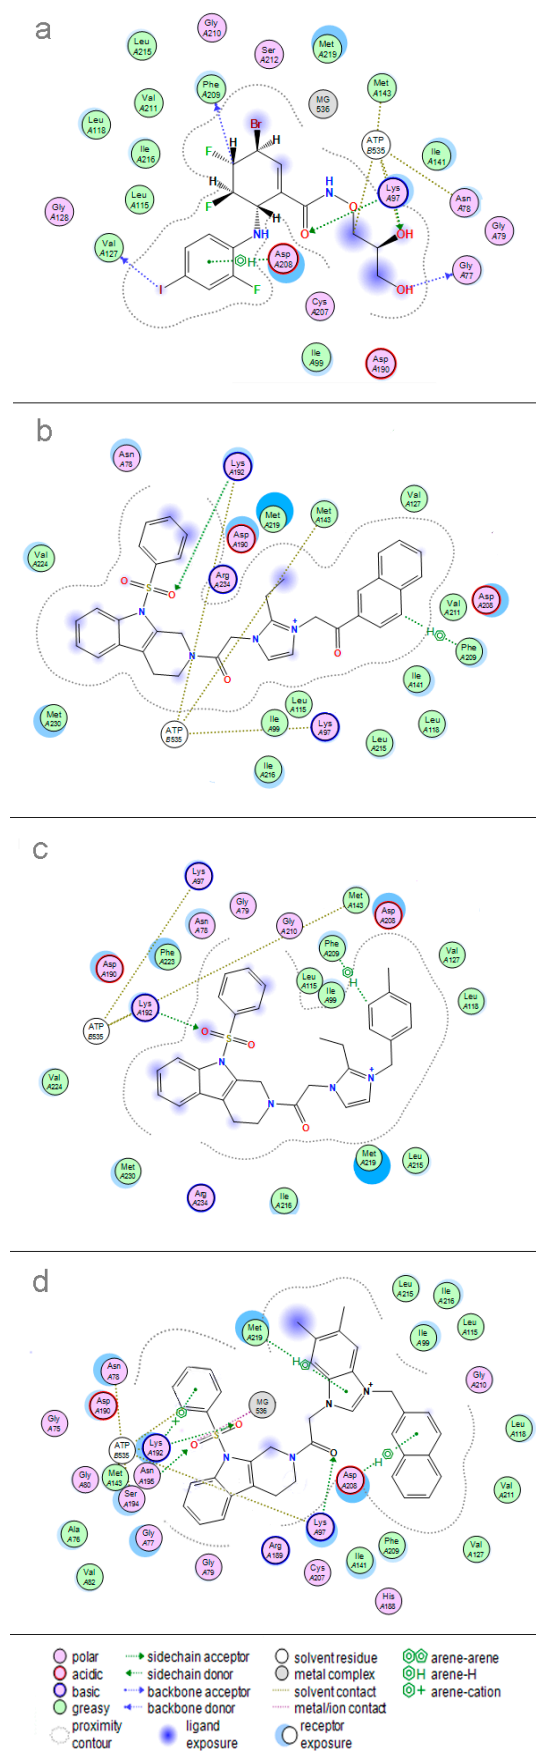 a
Gly
A210
Leu
A215
Ser
A212
Met
A219
Phe
A209
Met
A143
Val
A211
MG
536
Leu
A118
Br
H
ATP
B535
Ile
A216
F
H
Ile
A141
H
NH
Lys
A97
Leu
A115
F
H
O
Asn
A78
Gly
A128
O
OH
Gly
A79
NH
Val
A127
H
Asp
A208
Gly
A77
I
F
OH
Cys
A207
Ile
A99
Asp
A190
b
Asn
A78
Lys
A192
Val
A127
Met
A219
Met
A143
Asp
A190
Val
A224
O
S
O
Arg
A234
Asp
A208
Val
A211
N
N
N
+
H
Phe
A209
N
O
O
Ile
A141
Met
A230
Leu
A115
Ile
A99
Leu
A118
ATP
B535
Lys
A97
Leu
A215
Ile
A216
c
Lys
A97
Gly
A79
Met
A143
Asn
A78
Gly
A210
Asp
A208
Phe
A209
Phe
A223
Val
A127
Asp
A190
H
Leu
A115
Ile
A99
Leu
A118
Lys
A192
ATP
B535
O
S
O
N
N
N
+
Val
A224
N
O
Met
A219
Leu
A215
Met
A230
Arg
A234
Ile
A216
d
Leu
A215
Ile
A216
Met
A219
Leu
A115
Ile
A99
Asn
A78
H
Gly
A210
Asp
A190
MG
536
N
N
+
Gly
A75
+
Leu
A118
ATP
B535
Lys
A192
O
S
O
O
H
Gly
A80
Met
A143
Asn
A195
N
N
Asp
A208
Val
A211
Ser
A194
Ala
A76
Gly
A77
Lys
A97
Phe
A209
Val
A127
Arg
A189
Ile
A141
Val
A82
Gly
A79
Cys
A207
His
A188
polar
sidechain acceptor
solvent residue
arene-arene
acidic
sidechain donor
metal complex
H arene-H
basic
backbone acceptor
solvent contact
+ arene-cation
greasy
backbone donor
metal/ion contact
proximity
contour
ligand
exposure
receptor
exposure